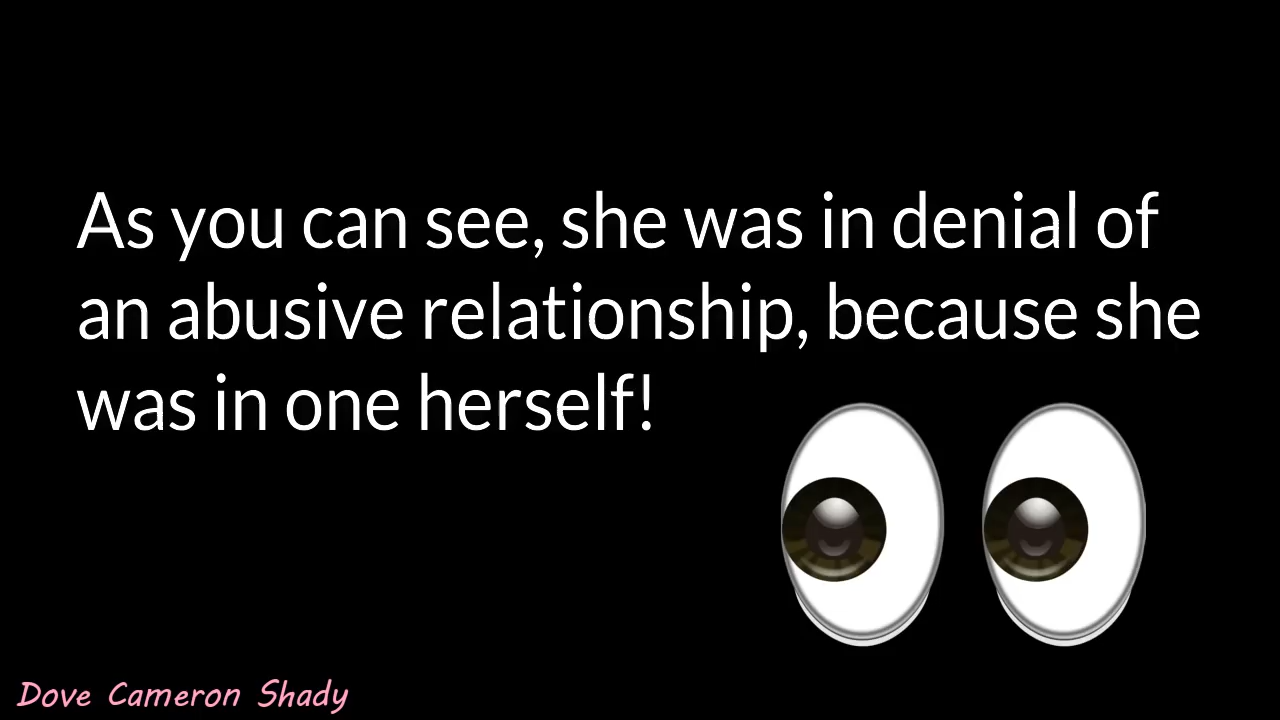 As you can see, she was in denial of
an abusive relationship, because she
was in one herself!
Dove Cameron Shady